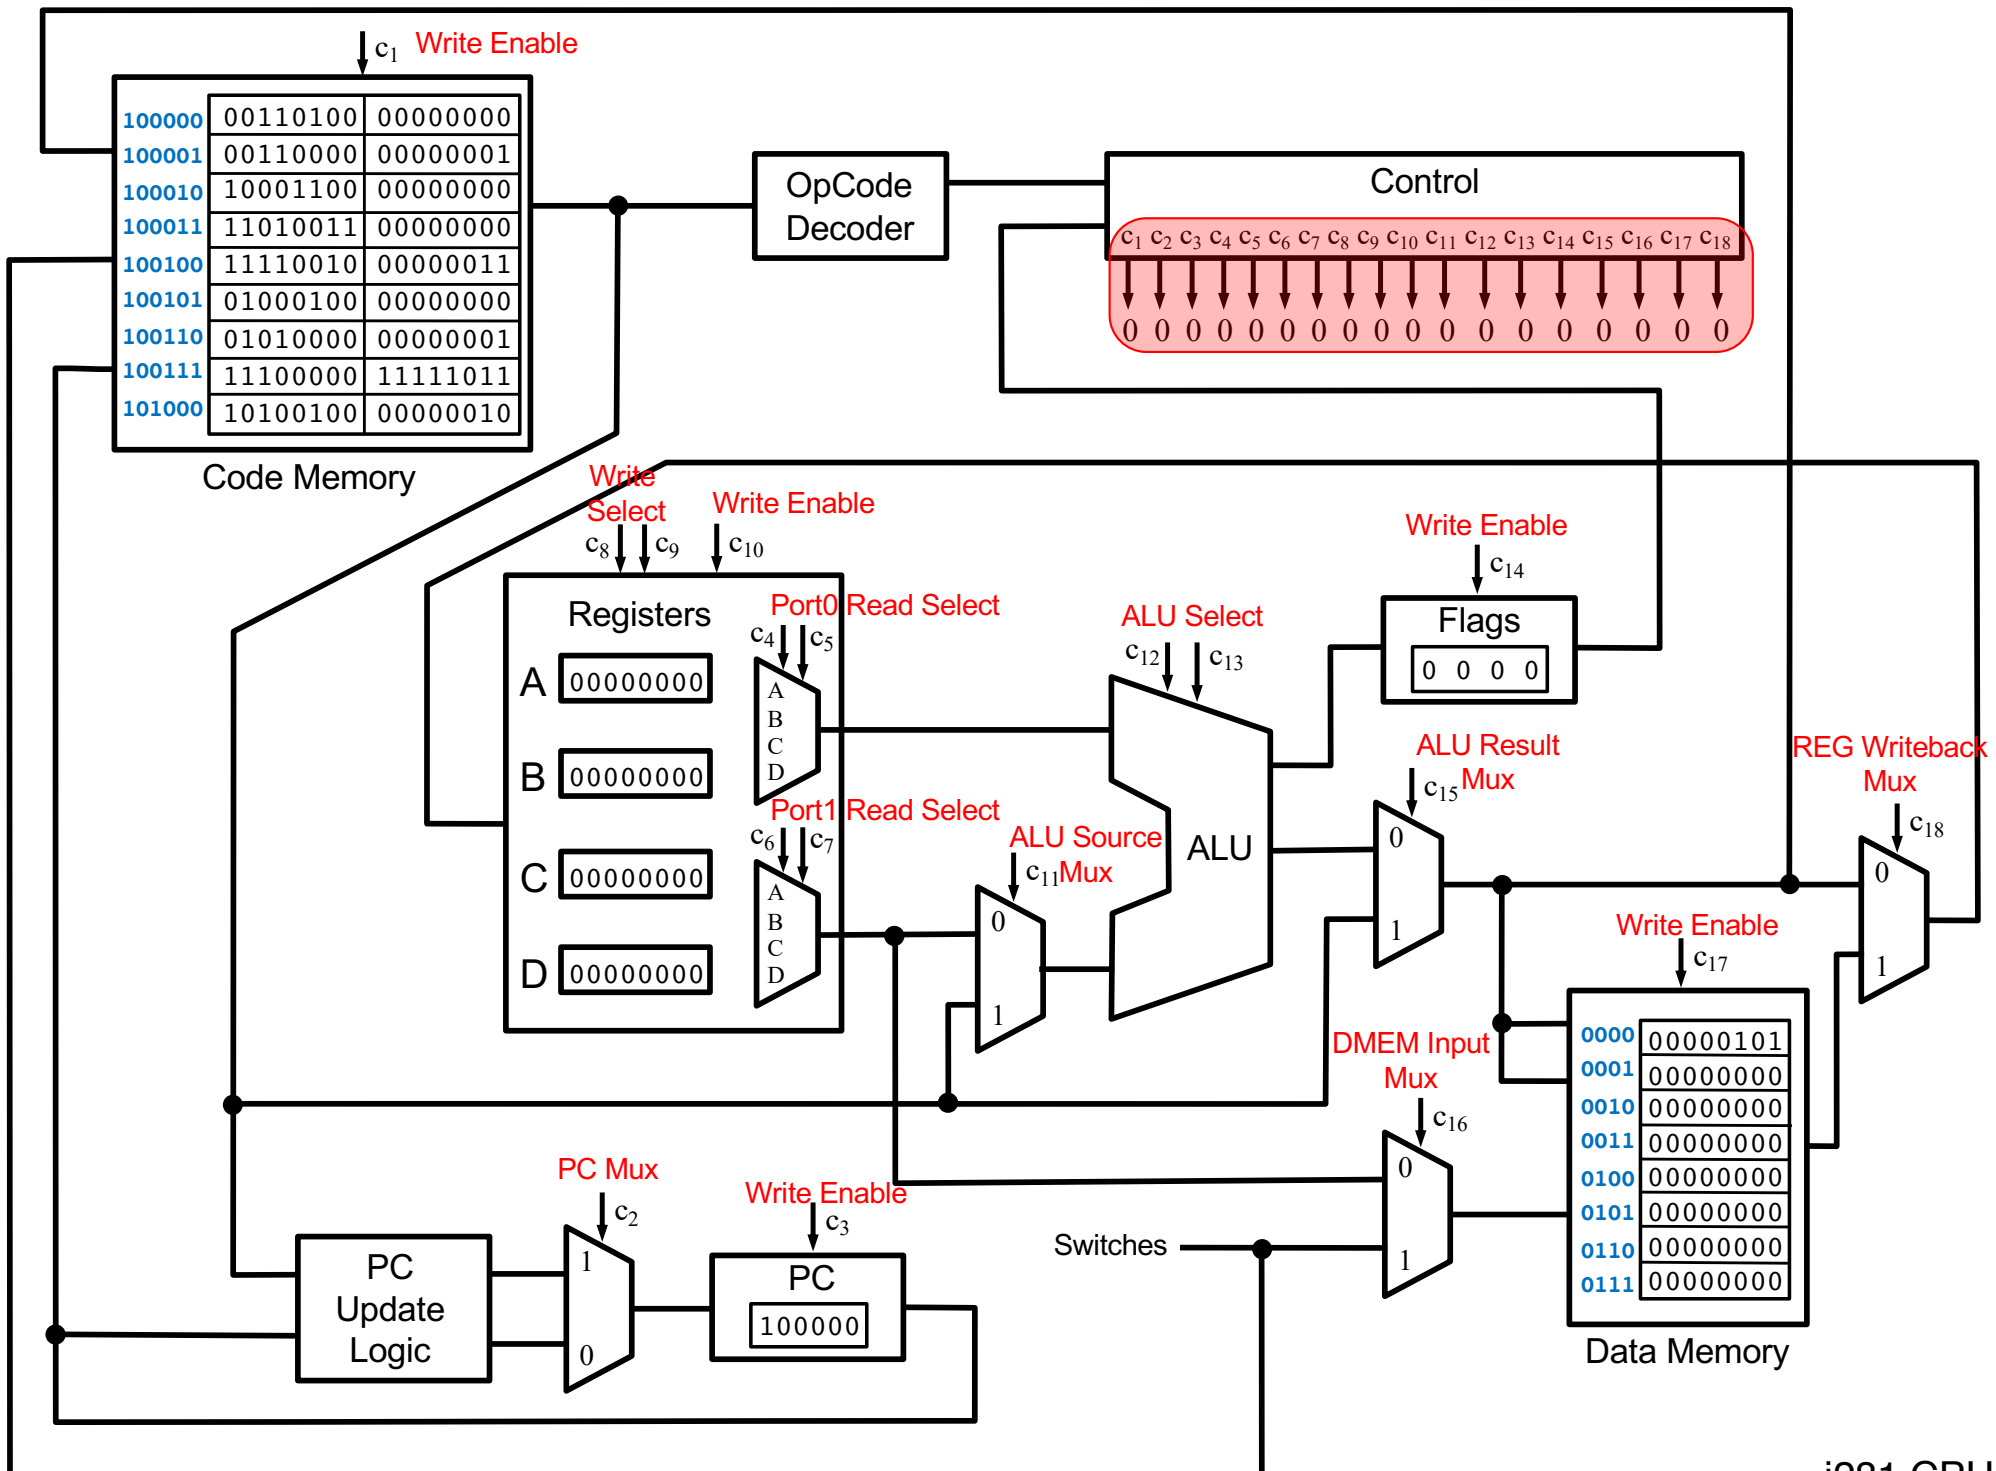 c1 Write Enable
100000 00110100 00000000
100001 00110000 00000001
100010 10001100 00000000
100011 11010011 00000000
100100 11110010 00000011
100101 01000100 00000000
100110 01010000 00000001
100111 11100000 11111011
101000 10100100 00000010
Code Memory
OpCode
Decoder
Control
c1 c2 c3 c4 c5 c6 c7 c8 c9 c10 c11 c12 c13 c14 c15 c16 c17 c18
0 0 0 0 0 0 0 0 0 0 0 0 0 0 0 0 0 0
Write
Select
c8 c9
Write Enable
c10
Registers
A 00000000
B 00000000
C 00000000
D 00000000
Port0 Read Select
c4 c5
A
B
C
D
Port1 Read Select
c6 c7
A
B
C
D
ALU Source
Mux
c11
0
1
ALU Select
c12 c13
ALU
Write Enable
c14
Flags
0 0 0 0
ALU Result
Mux
c15
0
1
REG Writeback
Mux
c18
0
1
Write Enable
c17
0000 00000101
0001 00000000
0010 00000000
0011 00000000
0100 00000000
0101 00000000
0110 00000000
0111 00000000
Data Memory
DMEM Input
Mux
c16
0
1
Switches
PC
Update
Logic
PC Mux
c2
1
0
Write Enable
c3
PC
100000